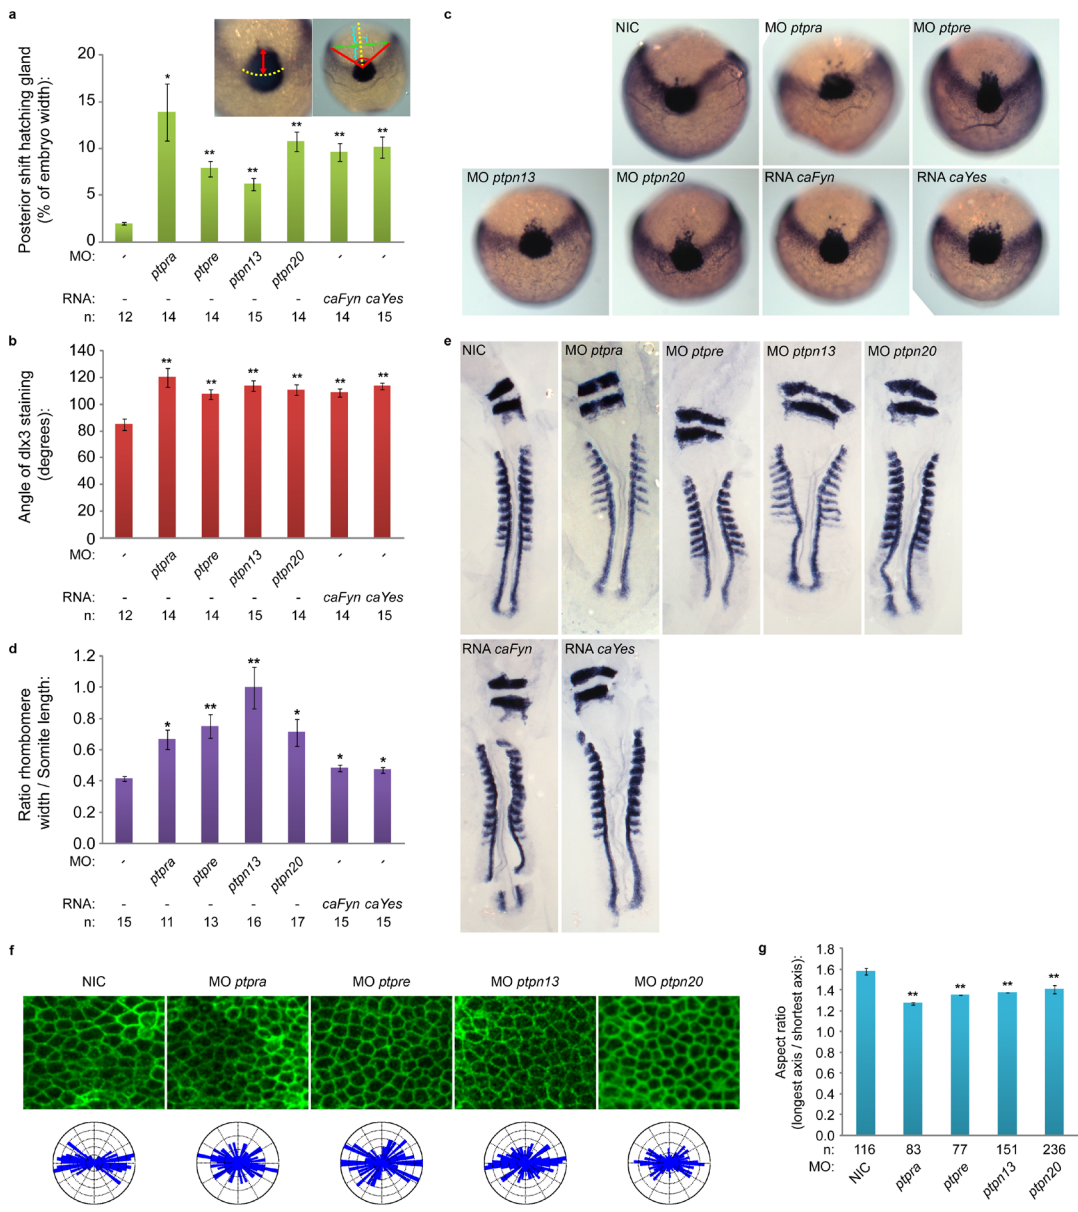 a
Posterior shift hatching gland
(% of embryo width):
20
15
10
5
0
*
**
**
**
**
**
MO: - ptpra ptpre ptpn13 ptpn20 - -
RNA: - - - - - caFyn caYes
n: 12 14 14 15 14 14 15
b
Angle of dlx3 staining
(degrees):
140
120
100
80
60
40
20
0
**
**
**
**
**
**
MO: - ptpra ptpre ptpn13 ptpn20 - -
RNA: - - - - - caFyn caYes
n: 12 14 14 15 14 14 15
c
NIC
MO ptpra
MO ptpre
MO ptpn13
MO ptpn20
RNA caFyn
RNA caYes
d
Ratio rhombomere
width / Somite length:
1.2
1.0
0.8
0.6
0.4
0.2
0.0
*
**
**
*
*
*
MO: - ptpra ptpre ptpn13 ptpn20 - -
RNA: - - - - - caFyn caYes
n: 15 11 13 16 17 15 15
e
NIC
MO ptpra
MO ptpre
MO ptpn13
MO ptpn20
RNA caFyn
RNA caYes
f
NIC
MO ptpra
MO ptpre
MO ptpn13
MO ptpn20
g
Aspect ratio
(longest axis / shortest axis):
1.8
1.6
1.4
1.2
1.0
0.8
0.6
0.4
0.2
0.0
**
**
**
**
n: 116 83 77 151 236
MO: NIC ptpra ptpre ptpn13 ptpn20